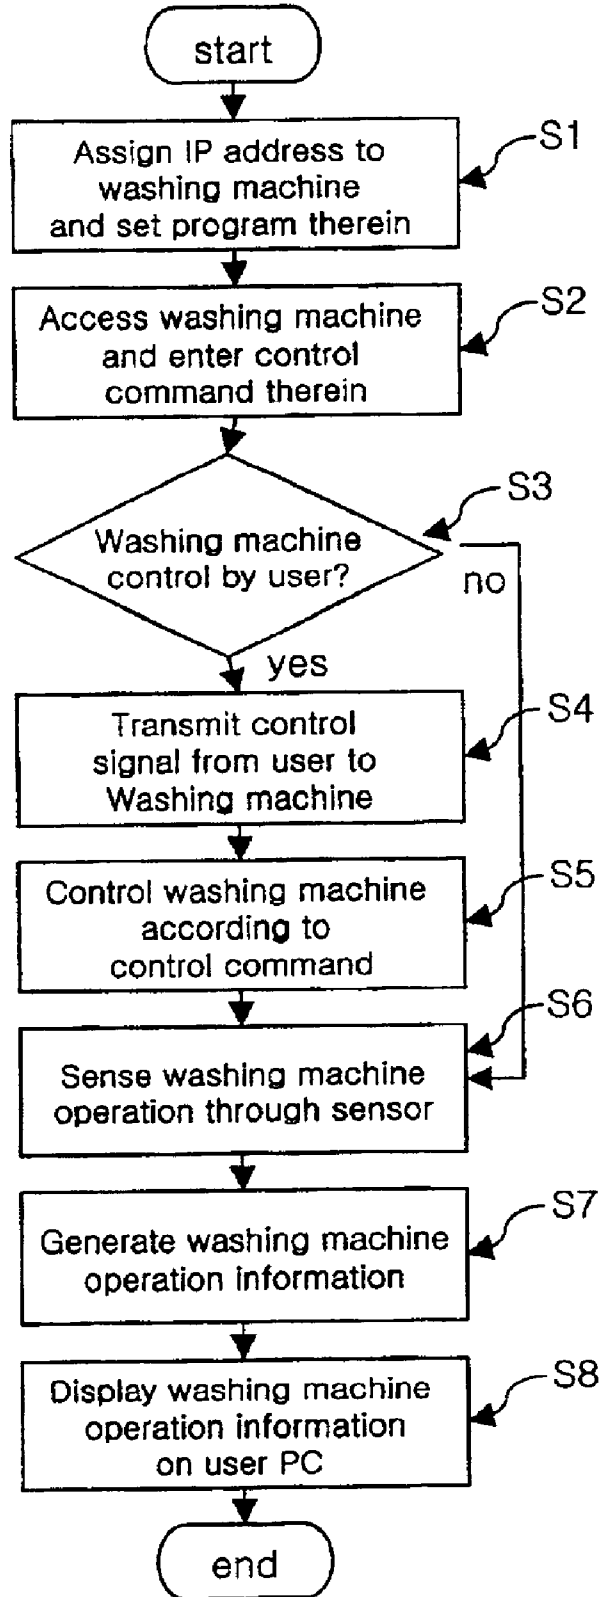 start
Assign IP address to
washing machine
and set program therein
S1
Access washing machine
and enter control
command therein
S2
Washing machine
control by user?
S3
no
yes
Transmit control
signal from user to
Washing machine
S4
Control washing machine
according to
control command
S5
Sense washing machine
operation through sensor
S6
Generate washing machine
operation information
S7
Display washing machine
operation information
on user PC
S8
end